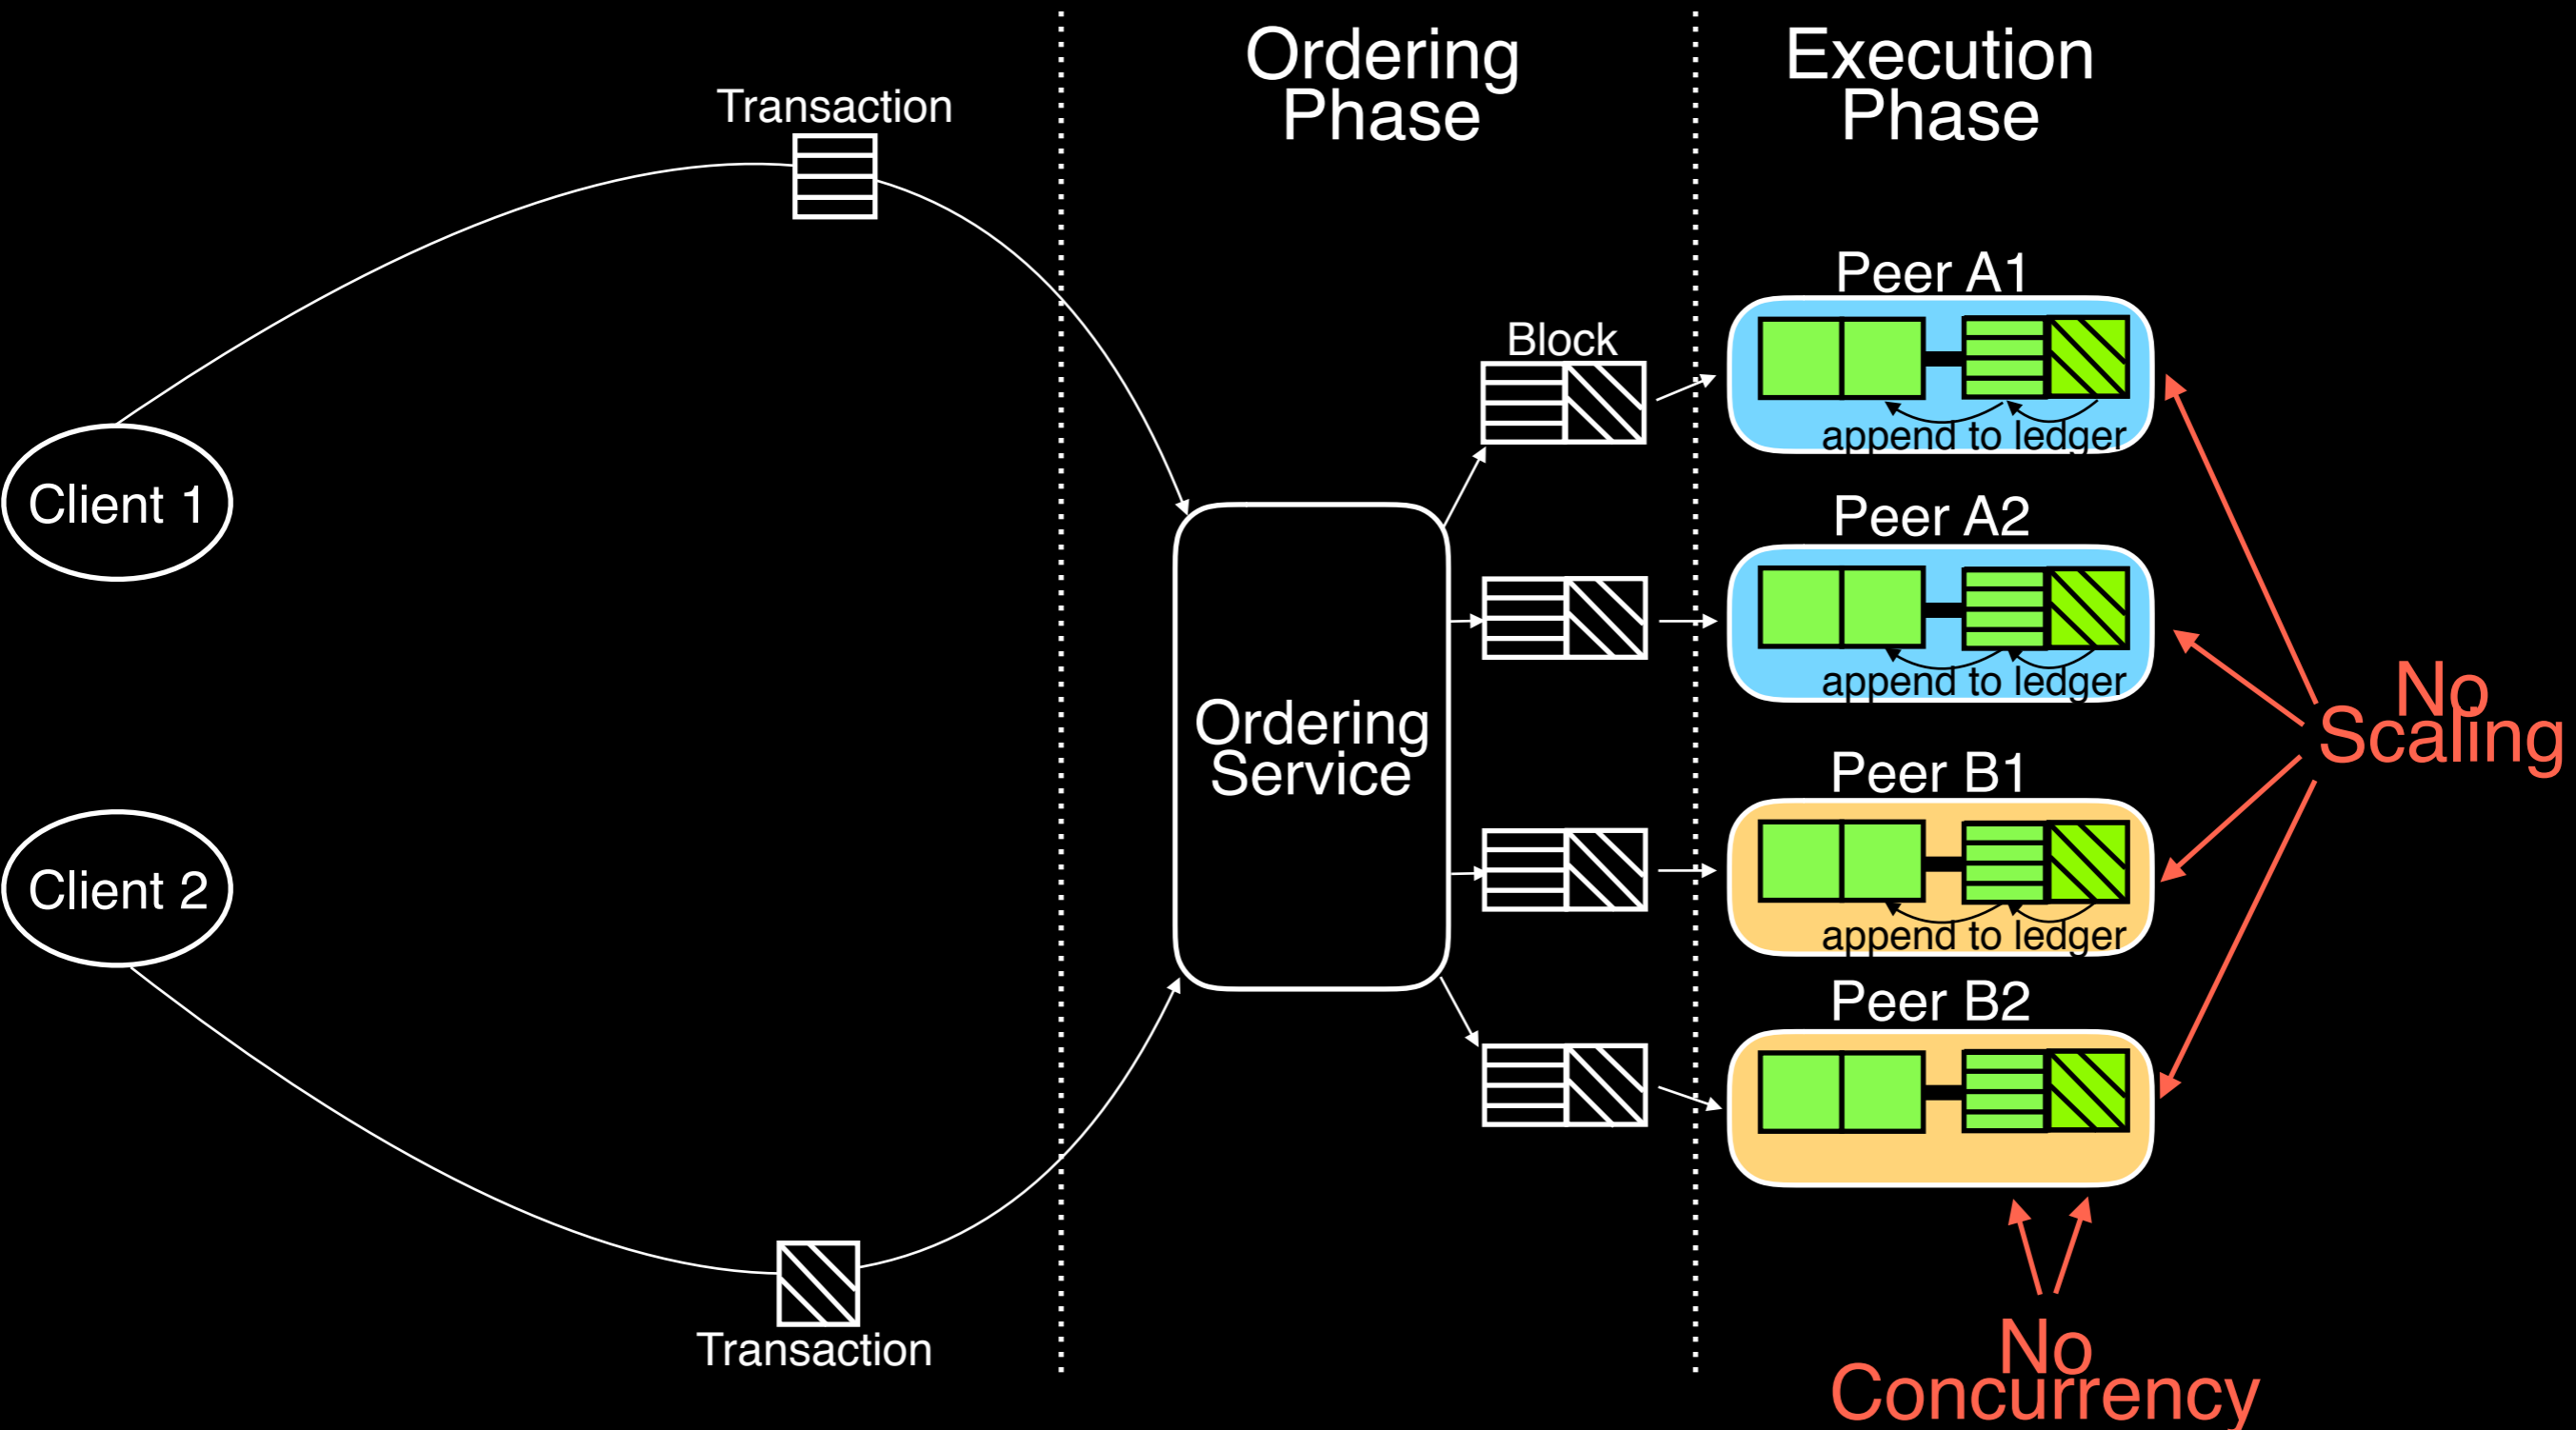 Ordering
Phase
Execution
Phase
Transaction
Peer A1
Block
append to ledger
Client 1
Peer A2
append to ledger
No
Scaling
Ordering
Service
Peer B1
Client 2
append to ledger
Peer B2
Transaction
No
Concurrency